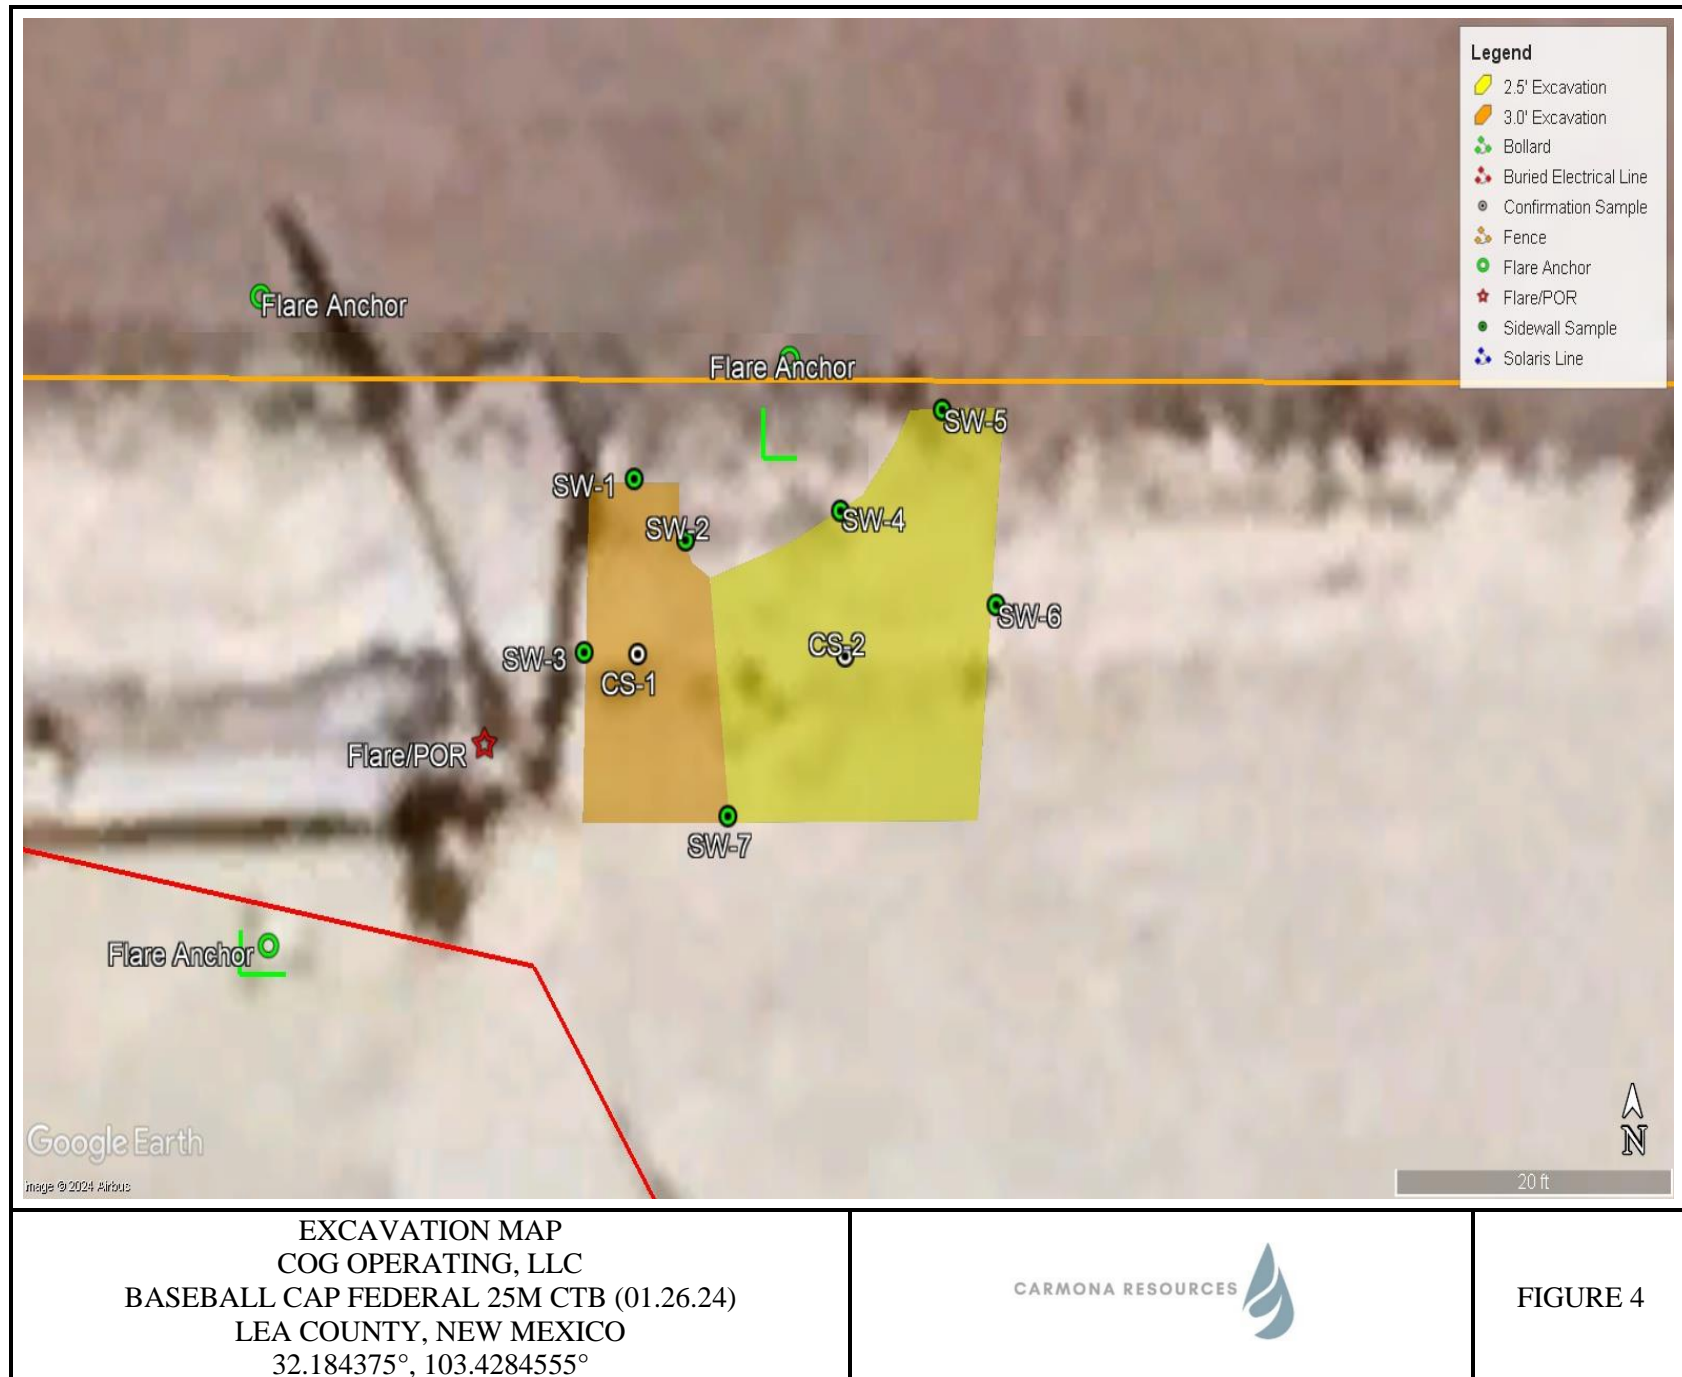 Legend
2.5' Excavation
3.0' Excavation
Bollard
Buried Electrical Line
Confirmation Sample
Fence
Flare Anchor
Flare/POR
Sidewall Sample
Solaris Line
Flare Anchor
Flare Anchor
SW-5
SW-1
SW-4
SW-2
SW-6
CS-2
SW-3
CS-1
Flare/POR
SW-7
Flare Anchor
N
Google Earth
Image © 2024 Airbus
20 ft
EXCAVATION MAP
COG OPERATING, LLC
BASEBALL CAP FEDERAL 25M CTB (01.26.24)
LEA COUNTY, NEW MEXICO
32.184375°, 103.4284555°
CARMONA RESOURCES
FIGURE 4